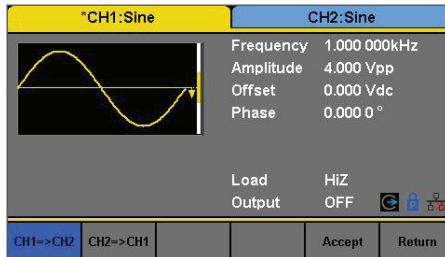 *CH1:Sine
CH2:Sine
Frequency 1.000 000kHz
Amplitude 4.000 Vpp
Offset 0.000 Vdc
Phase 0.000 0 °
Load HiZ
Output OFF
CH1=>CH2 CH2=>CH1 Accept Return